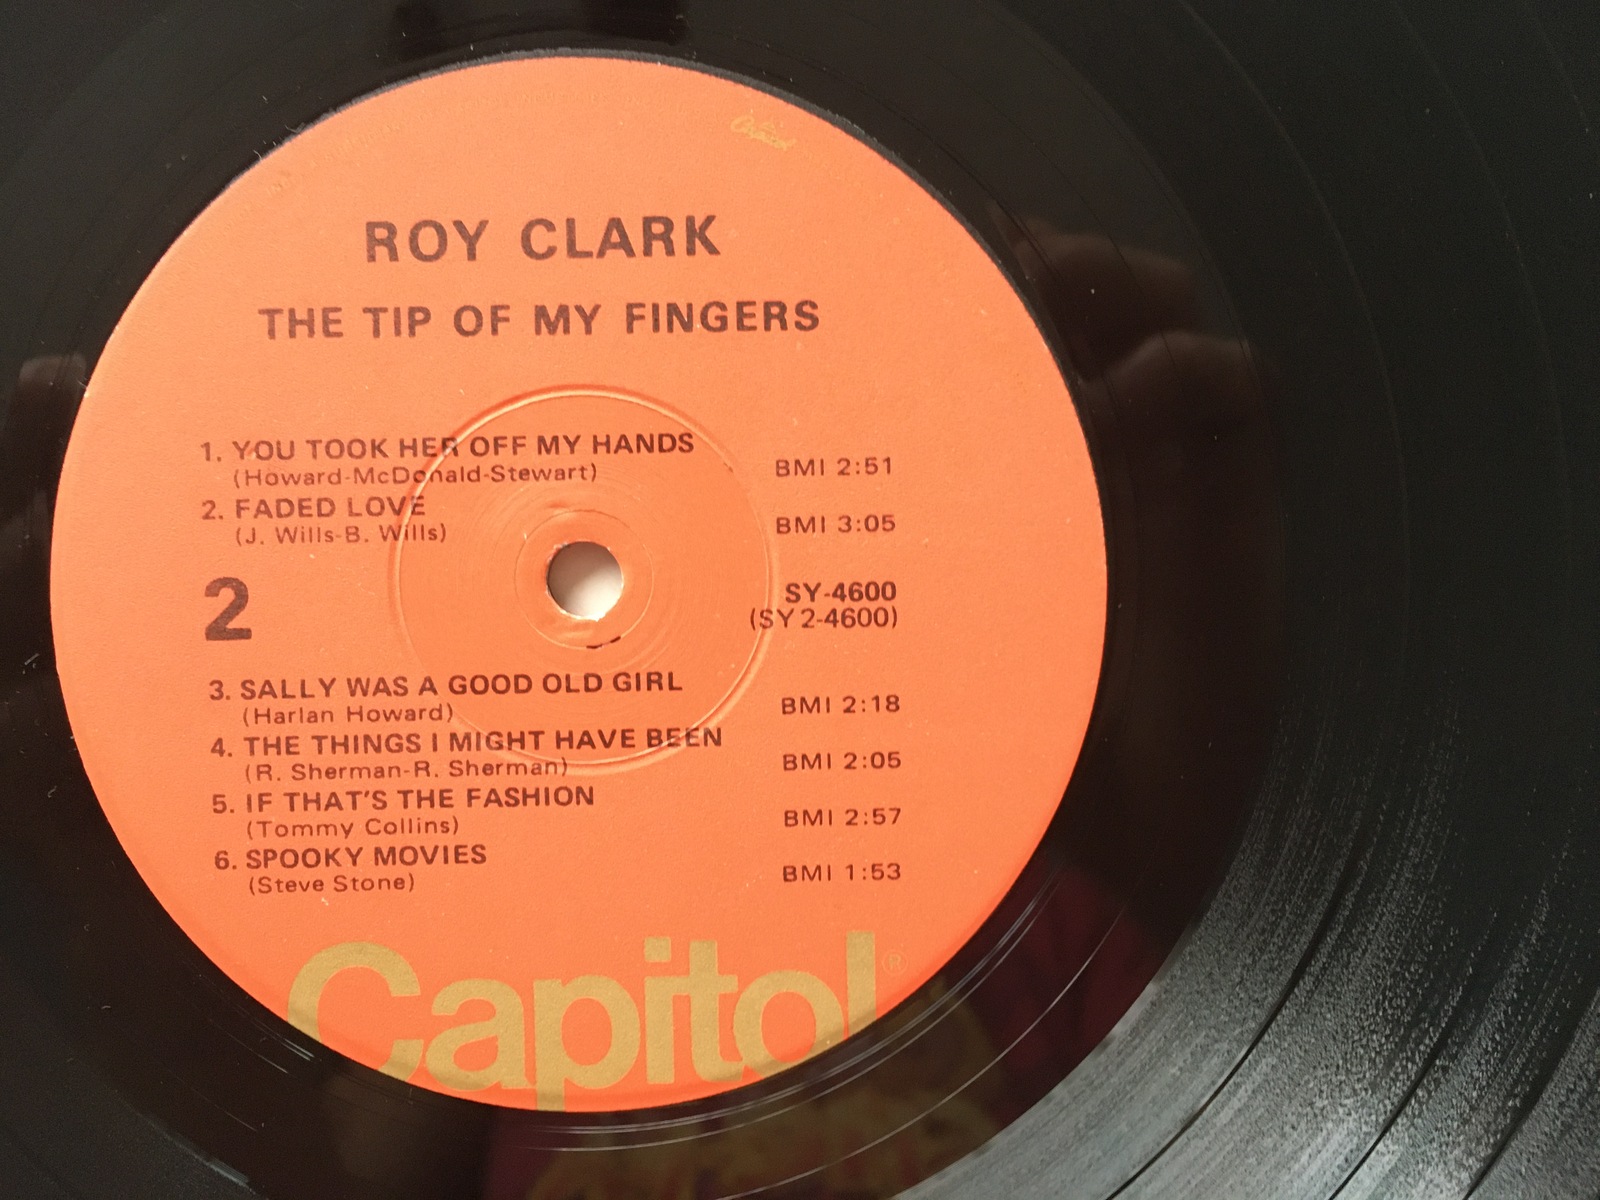 Capitol
ROY CLARK
THE TIP OF MY FINGERS
1. YOU TOOK HER OFF MY HANDS
(Howard-McDonald-Stewart) BMI 2:51
2. FADED LOVE
(J. Wills-B. Wills) BMI 3:05
2 SY-4600
(SY 2-4600)
3. SALLY WAS A GOOD OLD GIRL
(Harlan Howard) BMI 2:18
4. THE THINGS I MIGHT HAVE BEEN
(R. Sherman-R. Sherman) BMI 2:05
5. IF THAT'S THE FASHION
(Tommy Collins) BMI 2:57
6. SPOOKY MOVIES
(Steve Stone) BMI 1:53
Capitol®